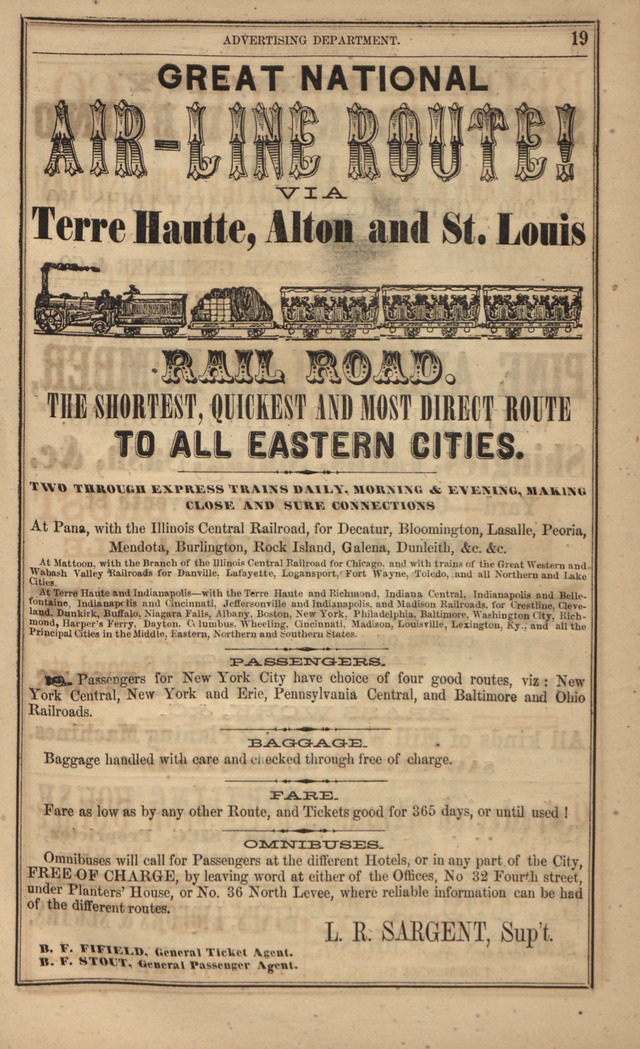 ADVERTISING DEPARTMENT. 19
GREAT NATIONAL
AIR-LINE ROUTE!
VIA
Terre Hautte, Alton and St. Louis
RAIL ROAD.
THE SHORTEST, QUICKEST AND MOST DIRECT ROUTE
TO ALL EASTERN CITIES.
TWO THROUGH EXPRESS TRAINS DAILY, MORNING & EVENING, MAKING
CLOSE AND SURE CONNECTIONS
At Pana, with the Illinois Central Railroad, for Decatur, Bloomington, Lasalle, Peoria,
Mendota, Burlington, Rock Island, Galena, Dunleith, &c. &c.
At Mattoon, with the Branch of the Illinois Central Railroad for Chicago, and with trains of the Great Western and
Wabash Valley Railroads for Danville, Lafayette, Logansport, Fort Wayne, Toledo, and all Northern and Lake
Cities.
At Terre Haute and Indianapolis—with the Terre Haute and Richmond, Indiana Central, Indianapolis and Belle-
fontaine, Indianapolis and Cincinnati, Jeffersonville and Indianapolis, and Madison Railroads, for Crestline, Cleve-
land, Dunkirk, Buffalo, Niagara Falls, Albany, Boston, New York, Philadelphia, Baltimore, Washington City, Rich-
mond, Harper's Ferry, Dayton, Columbus, Wheeling, Cincinnati, Madison, Louisville, Lexington, Ky., and all the
Principal Cities in the Middle, Eastern, Northern and Southern States.
PASSENGERS.
Passengers for New York City have choice of four good routes, viz : New
York Central, New York and Erie, Pennsylvania Central, and Baltimore and Ohio
Railroads.
BAGGAGE.
Baggage handled with care and checked through free of charge.
FARE.
Fare as low as by any other Route, and Tickets good for 365 days, or until used !
OMNIBUSES.
Omnibuses will call for Passengers at the different Hotels, or in any part of the City,
FREE OF CHARGE, by leaving word at either of the Offices, No 32 Fourth street,
under Planters' House, or No. 36 North Levee, where reliable information can be had
of the different routes.
L. R. SARGENT, Sup't.
B. F. FIFIELD, General Ticket Agent.
B. F. STOUT, General Passenger Agent.